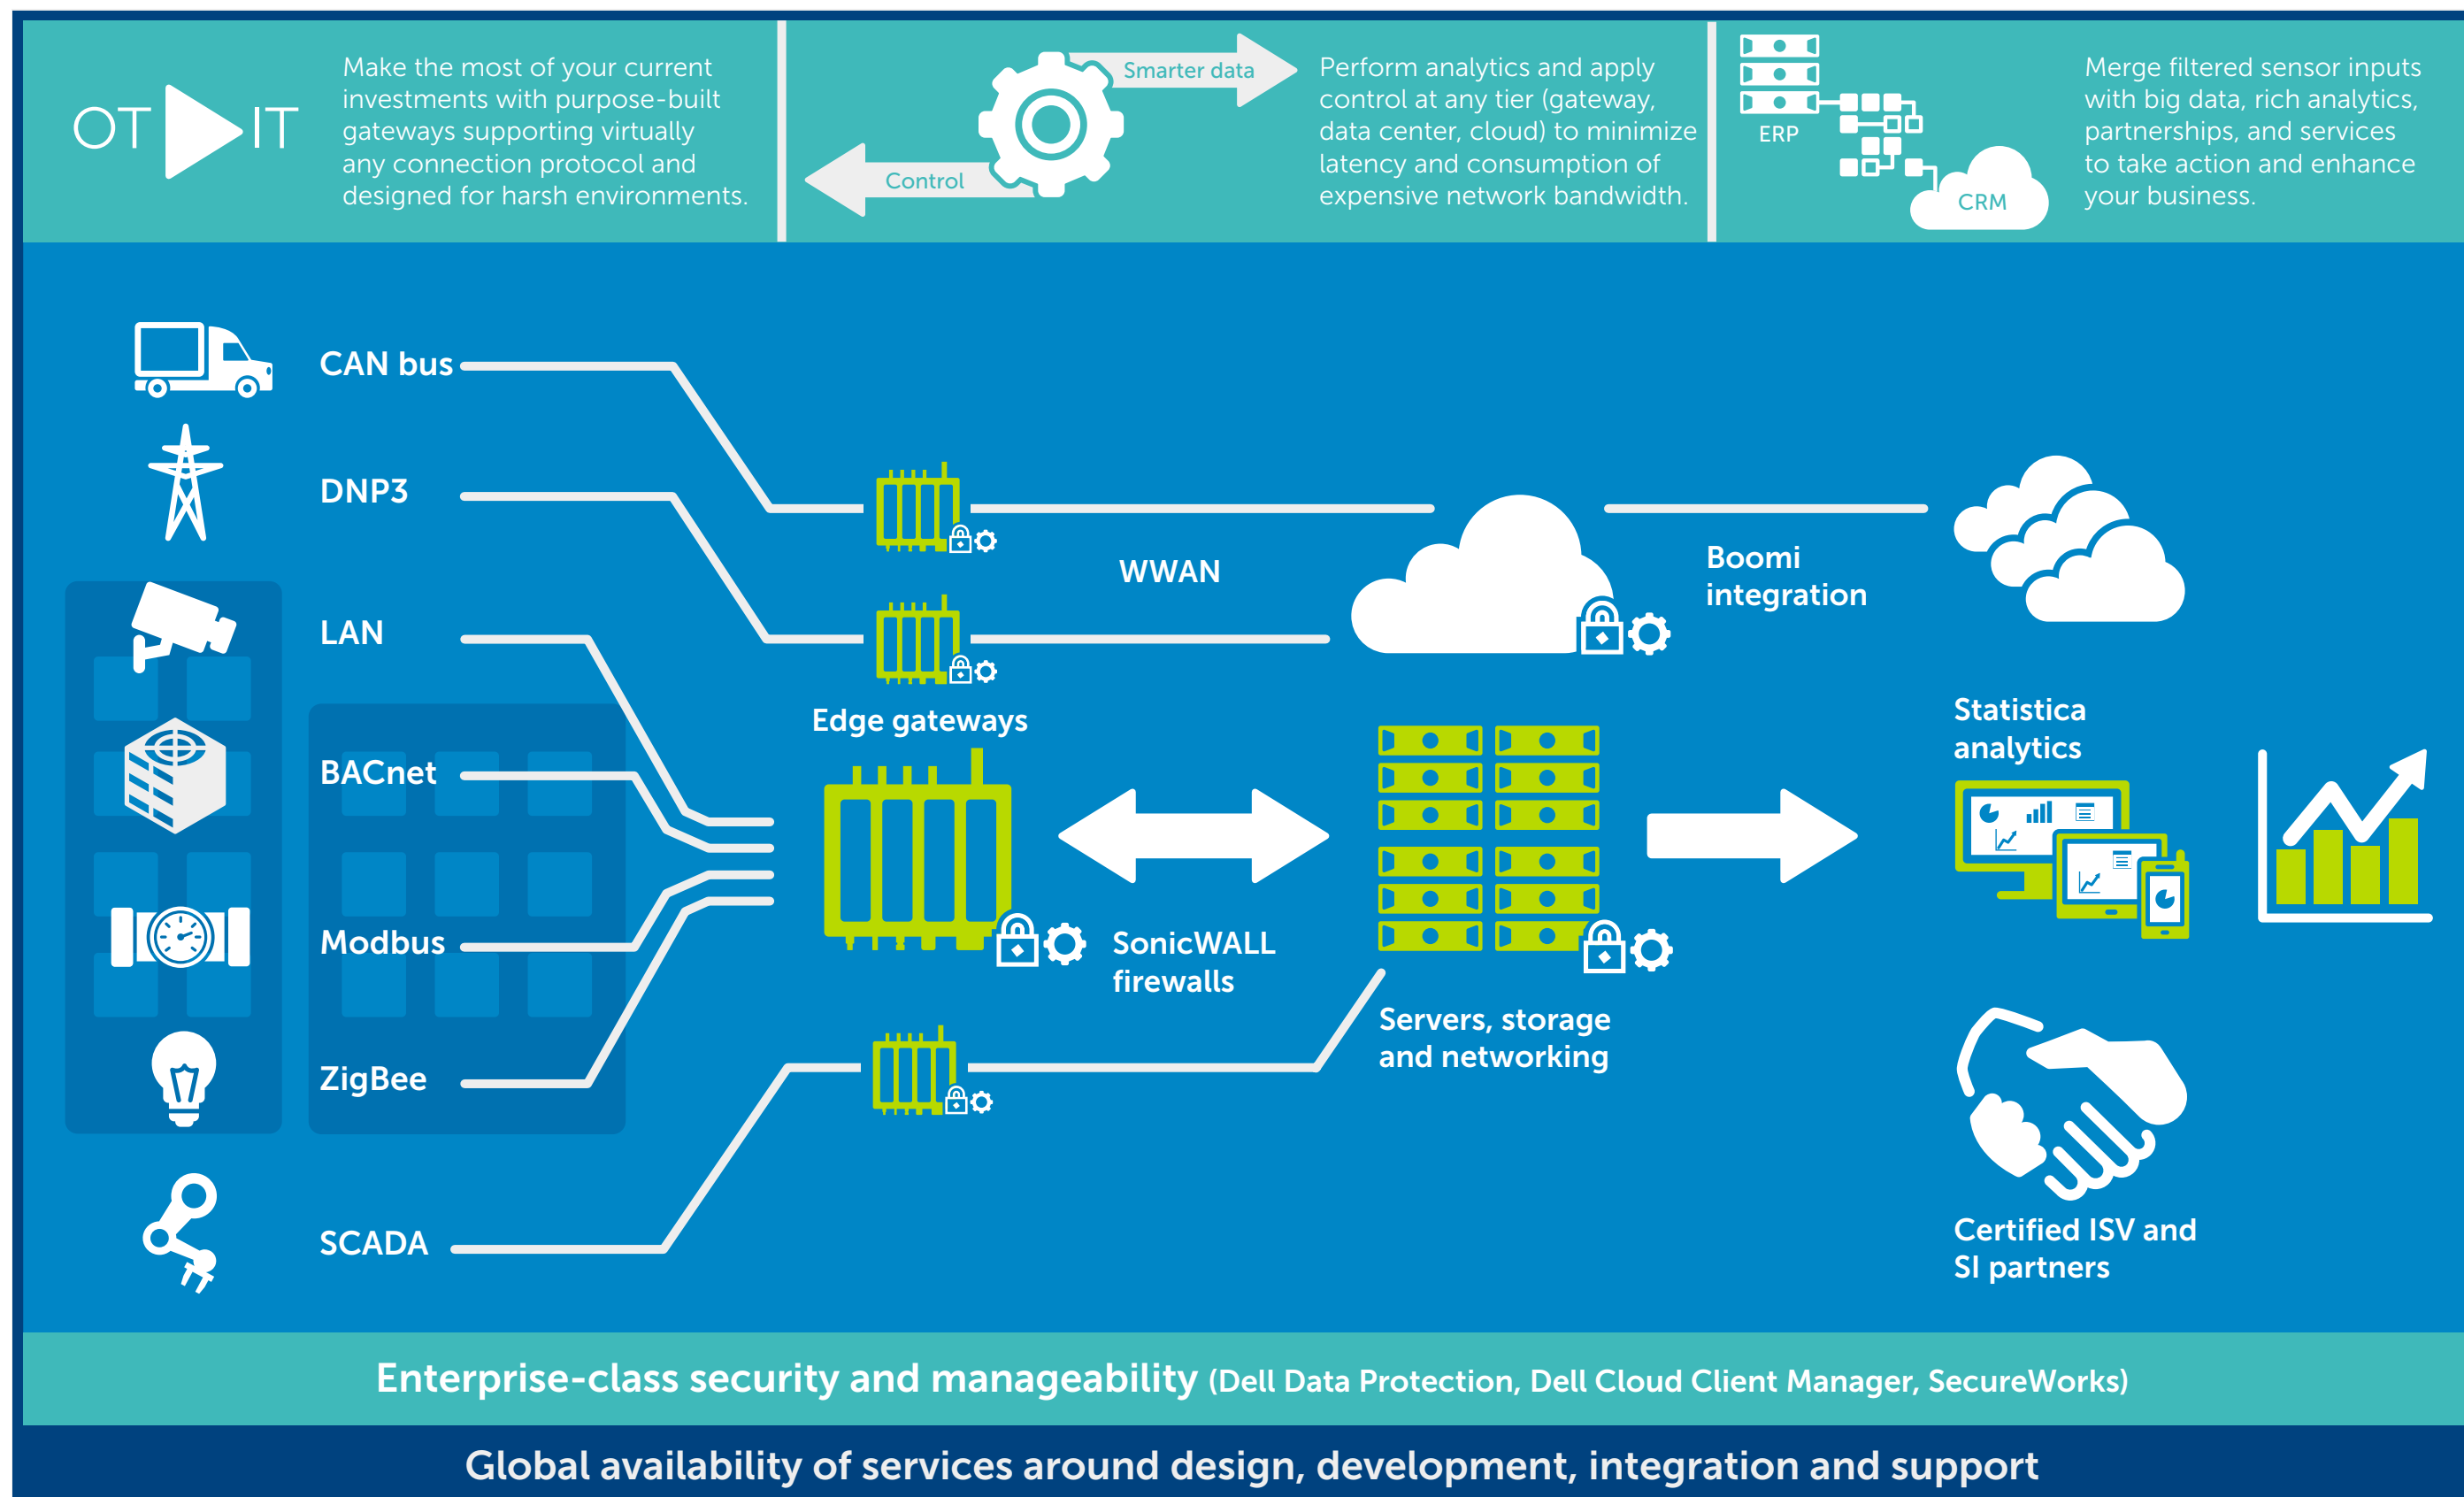 OT IT
Make the most of your current
investments with purpose-built
gateways supporting virtually
any connection protocol and
designed for harsh environments.
Smarter data
Control
Perform analytics and apply
control at any tier (gateway,
data center, cloud) to minimize
latency and consumption of
expensive network bandwidth.
ERP
CRM
Merge filtered sensor inputs
with big data, rich analytics,
partnerships, and services
to take action and enhance
your business.
CAN bus
DNP3
LAN
BACnet
Modbus
ZigBee
SCADA
Edge gateways
WWAN
SonicWALL
firewalls
Boomi
integration
Servers, storage
and networking
Statistica
analytics
Certified ISV and
SI partners
Enterprise-class security and manageability (Dell Data Protection, Dell Cloud Client Manager, SecureWorks)
Global availability of services around design, development, integration and support